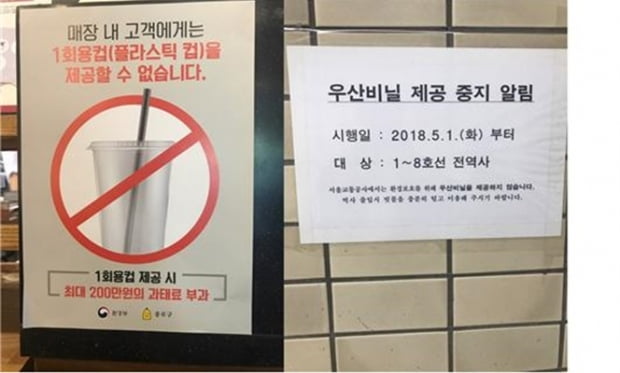 매장 내 고객에게는
1회용컵(플라스틱 컵)을
제공할 수 없습니다.
1회용컵 제공 시
최대 200만원의 과태료 부과
환경부 종로구
우산비닐 제공 중지 알림
시행일 : 2018.5.1.(화) 부터
대 상 : 1~8호선 전역사
서울교통공사에서는 환경보호를 위해 우산비닐을 제공하지 않습니다.
역사 출입시 빗물을 충분히 털고 이용해 주시기 바랍니다.